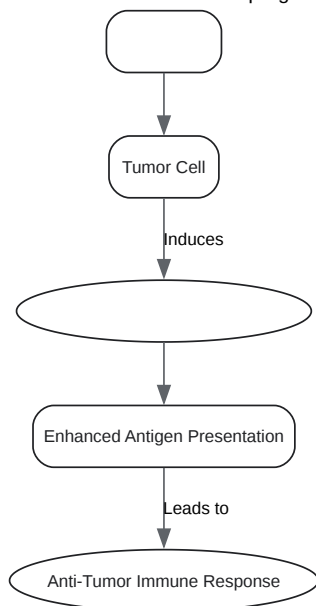 Tumor Cell
Induces
Enhanced Antigen Presentation
Leads to
Anti-Tumor Immune Response